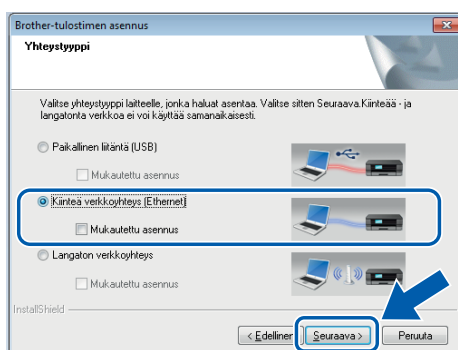 Brother-tulostimen asennus
Yhteystyyppi
Valitse yhteystyyppi laitteelle, jonka haluat asentaa. Valitse sitten Seuraava.Kiinteää - ja
langatonta verkkoa ei voi käyttää samanaikaisesti.
Paikallinen liitäntä (USB)
Mukautettu asennus
Kiinteä verkkoyhteys (Ethernet)
Mukautettu asennus
Langaton verkkoyhteys
Mukautettu asennus
InstallShield
< Edellinen
Seuraava >
Peruuta